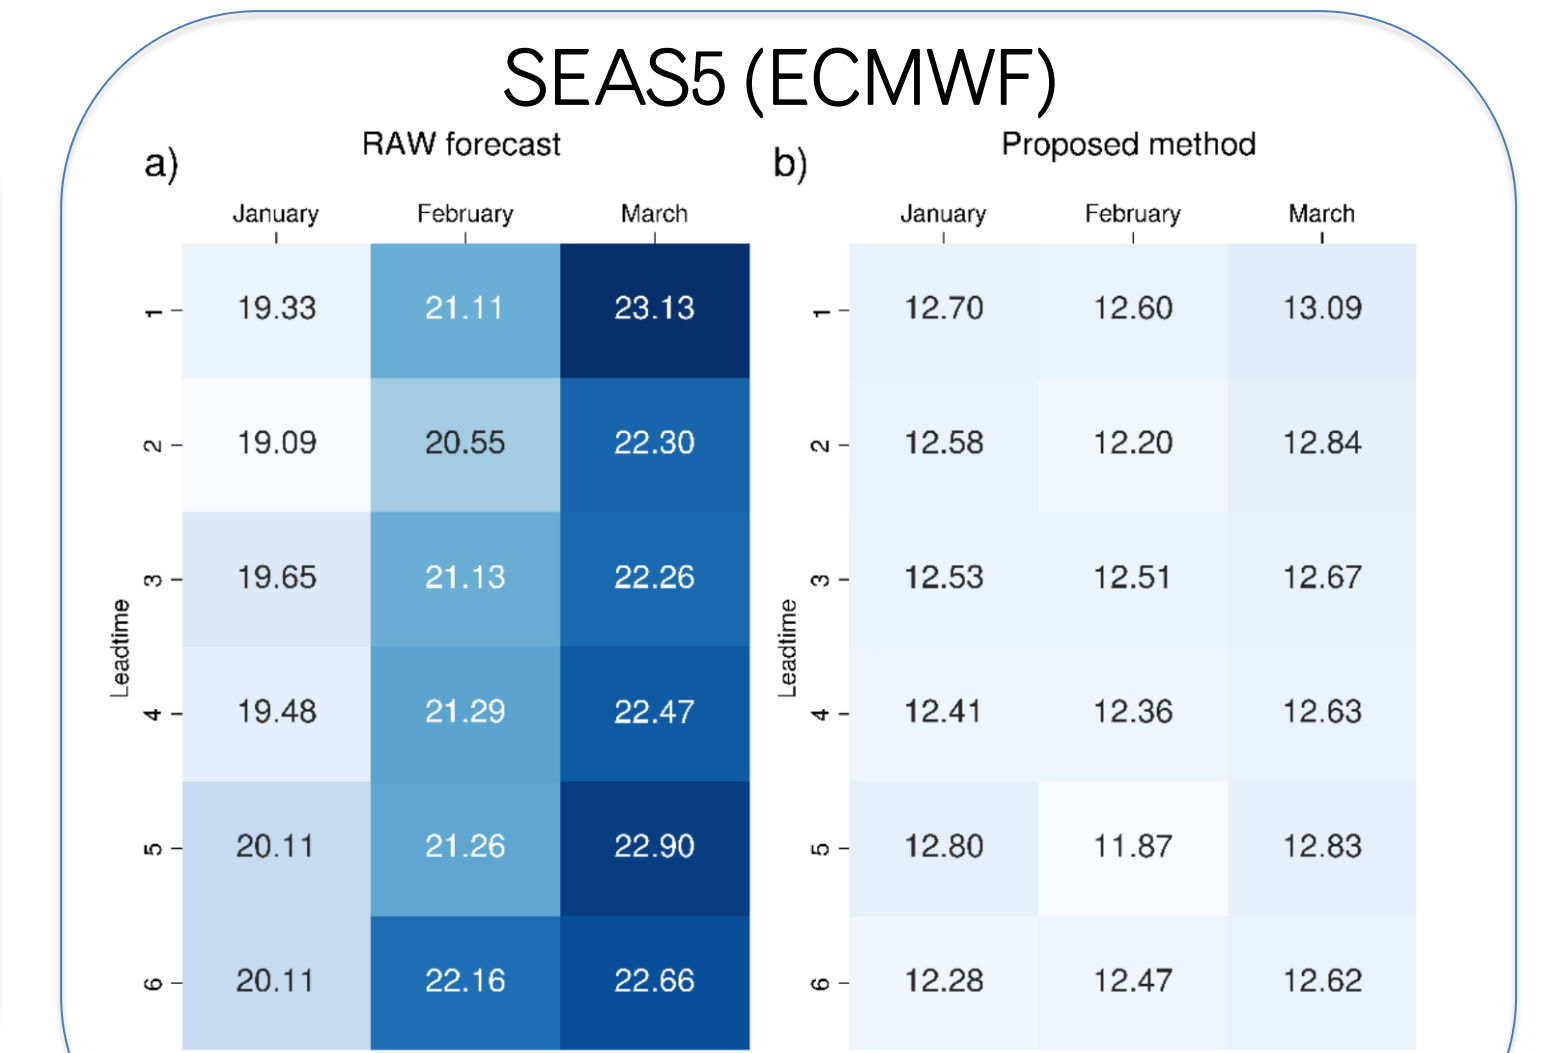 SEAS5 (ECMWF)
a)
RAW forecast
January February March
Leadtime
1 19.33 21.11 23.13
2 19.09 20.55 22.30
3 19.65 21.13 22.26
4 19.48 21.29 22.47
5 20.11 21.26 22.90
6 20.11 22.16 22.66
b)
Proposed method
January February March
Leadtime
1 12.70 12.60 13.09
2 12.58 12.20 12.84
3 12.53 12.51 12.67
4 12.41 12.36 12.63
5 12.80 11.87 12.83
6 12.28 12.47 12.62